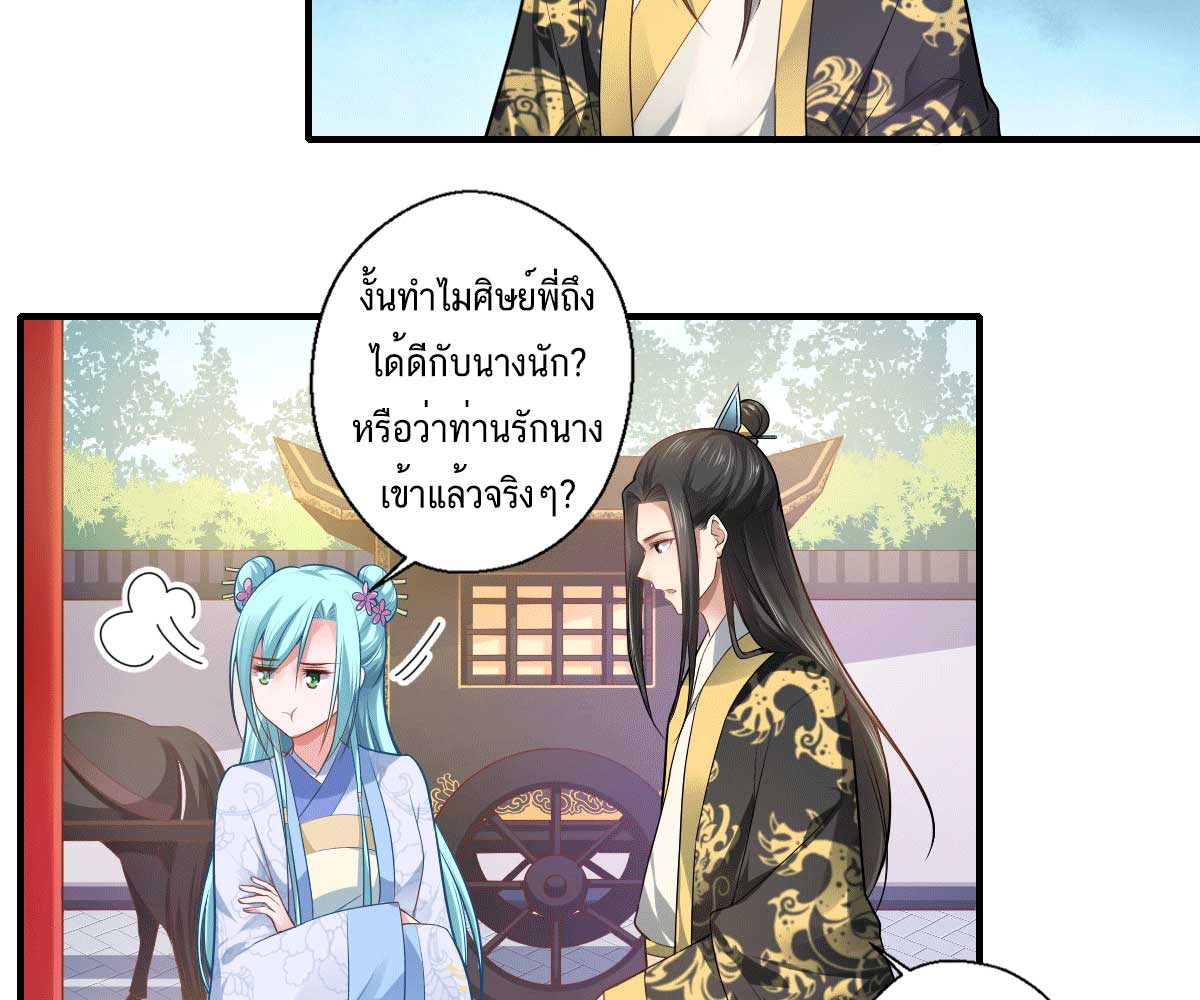 งั้นทำไมศิษย์พี่ถึง
ได้ดีกับนางนัก?
หรือว่าท่านรักนาง
เข้าแล้วจริงๆ?